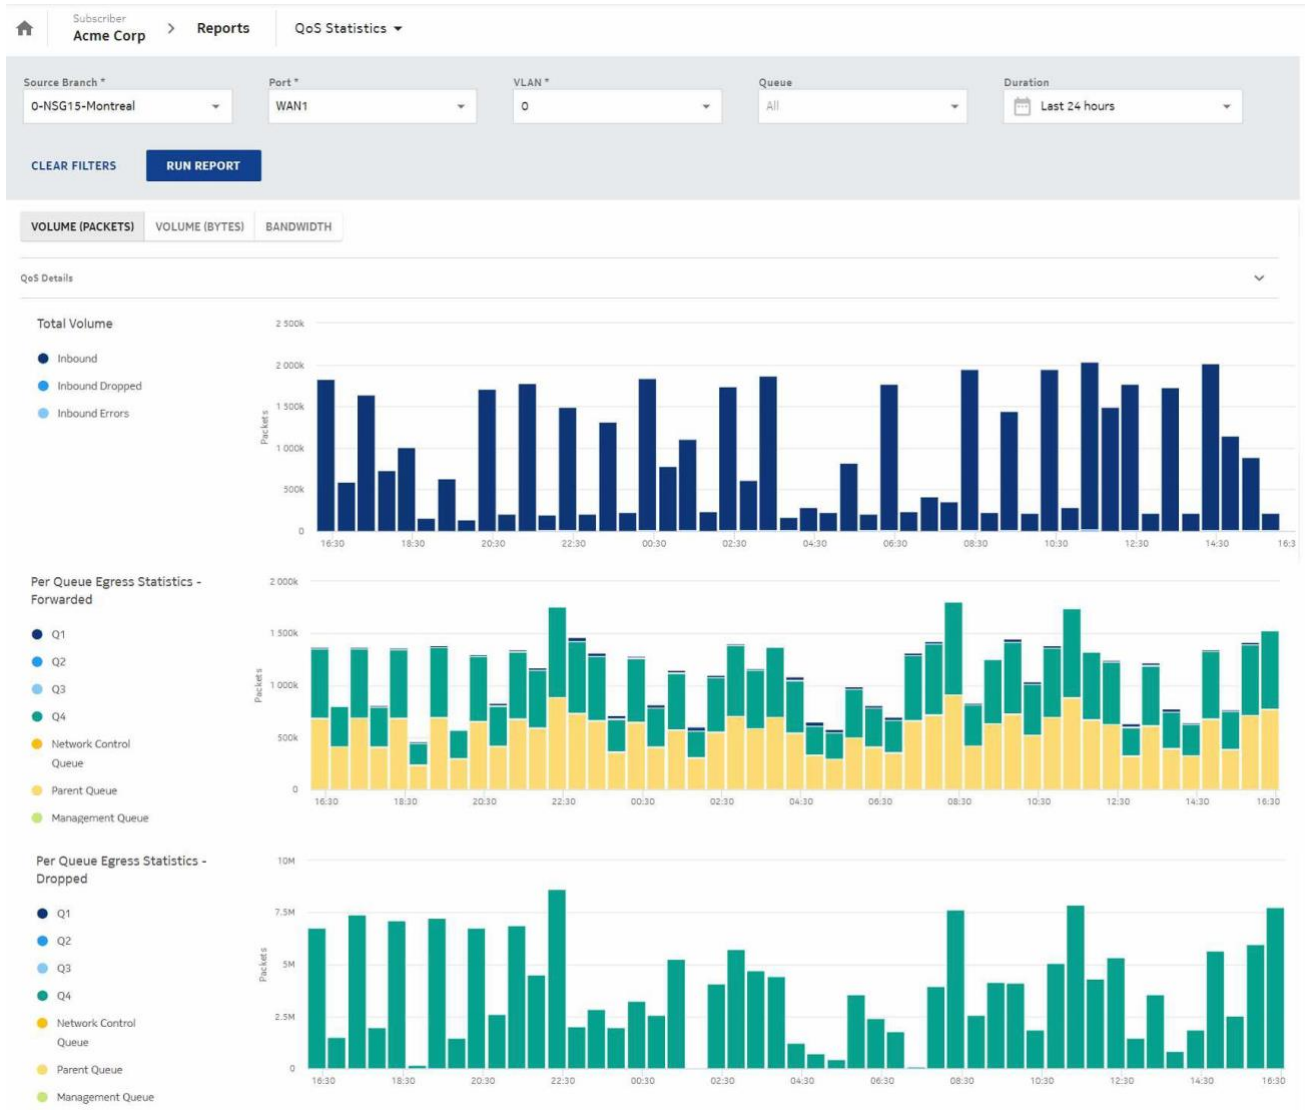 Subscriber
Acme Corp > Reports QoS Statistics
Source Branch * Port * VLAN * Queue Duration
0-NSG15-Montreal WAN1 0 All Last 24 hours
CLEAR FILTERS RUN REPORT
VOLUME (PACKETS) VOLUME (BYTES) BANDWIDTH
QoS Details
Total Volume
Inbound
Inbound Dropped
Inbound Errors
2 500k
2 000k
1 500k
1 000k
500k
0
Packets
16:30 18:30 20:30 22:30 00:30 02:30 04:30 06:30 08:30 10:30 12:30 14:30 16:3
Per Queue Egress Statistics -
Forwarded
Q1
Q2
Q3
Q4
Network Control
Queue
Parent Queue
Management Queue
2 000k
1 500k
1 000k
500k
0
Packets
16:30 18:30 20:30 22:30 00:30 02:30 04:30 06:30 08:30 10:30 12:30 14:30 16:30
Per Queue Egress Statistics -
Dropped
Q1
Q2
Q3
Q4
Network Control
Queue
Parent Queue
Management Queue
10M
7.5M
5M
2.5M
0
Packets
16:30 18:30 20:30 22:30 00:30 02:30 04:30 06:30 08:30 10:30 12:30 14:30 16:30